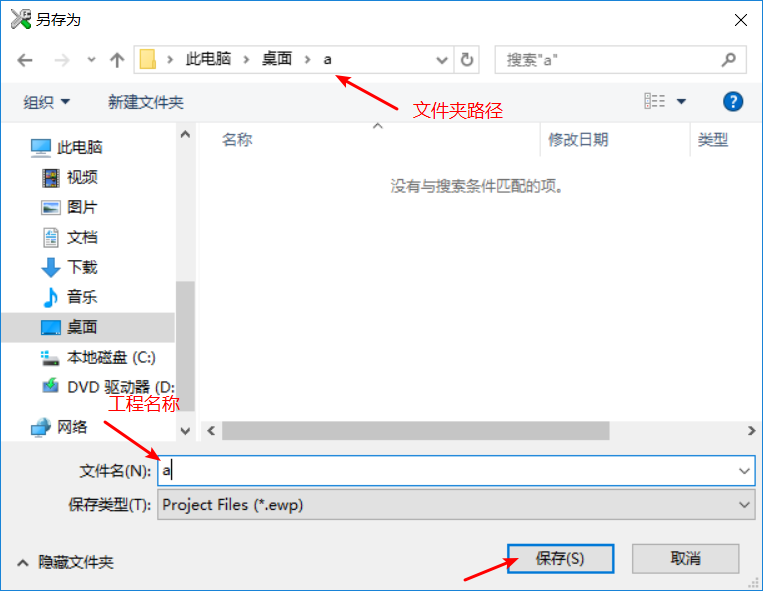 另存为
此电脑 > 桌面 > a
搜索"a"
文件夹路径
组织
新建文件夹
名称
修改日期
类型
没有与搜索条件匹配的项。
此电脑
视频
图片
文档
下载
音乐
桌面
本地磁盘 (C:)
DVD 驱动器 (D:
工程名称
网络
文件名(N): a
保存类型(T): Project Files (*.ewp)
隐藏文件夹
保存(S)
取消